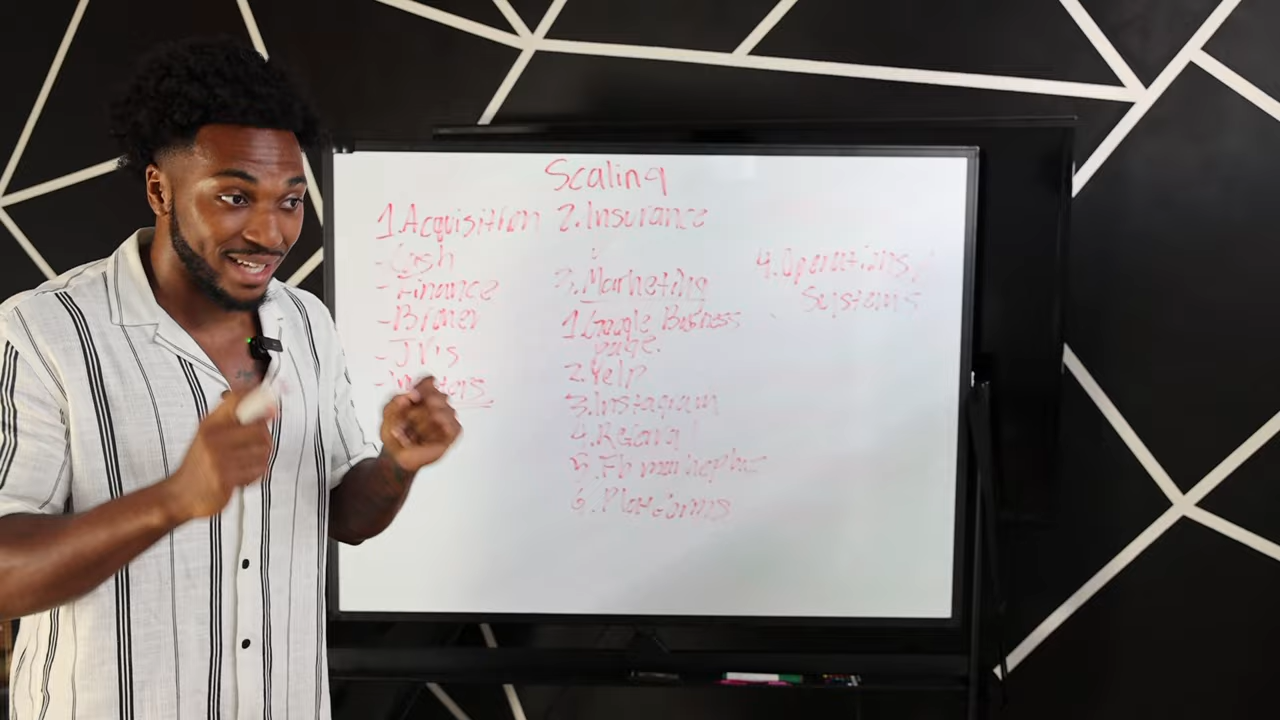 Scaling
1.Acquisition
-Cash
-Finance
-Broker
-JV's
2.Insurance
3.Marketing
1.Google Business
page.
2.Yelp
3.Instagram
4.Referral
5.Fb marketplace
6.Platforms
4.Operations/
Systems